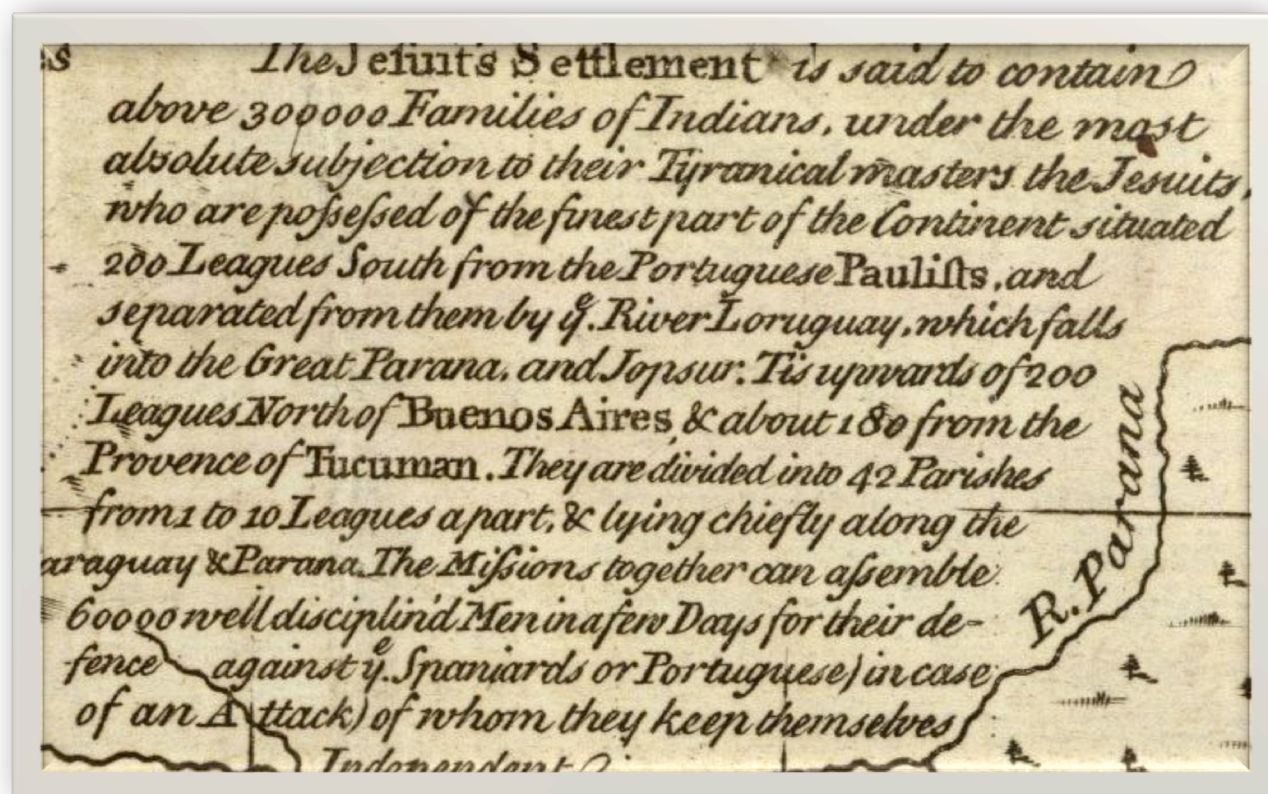 s
The Jesuit's Settlement is said to contain
above 300000 Families of Indians, under the most
absolute subjection to their Tyranical masters the Jesuits,
who are poſseſsed of the finest part of the Continent situated
200 Leagues South from the Portuguese Pauliſts, and
separated from them by yͤ. River Loruguay, which falls
into the Great Parana, and Jopsur. Tis upwards of 200
Leagues North of Buenos Aires, & about 180 from the
Provence of Tucuman. They are divided into 42 Parishes
from 1 to 10 Leagues apart, & lying chiefly along the
araguay & Parana. The Miſsions together can aſsemble
60000 well disciplin'd Men in a few Days for their de-
fence against yͤ. Spaniards or Portuguese) in case
of an Attack) of whom they keep themselves
Independent
R. Parana